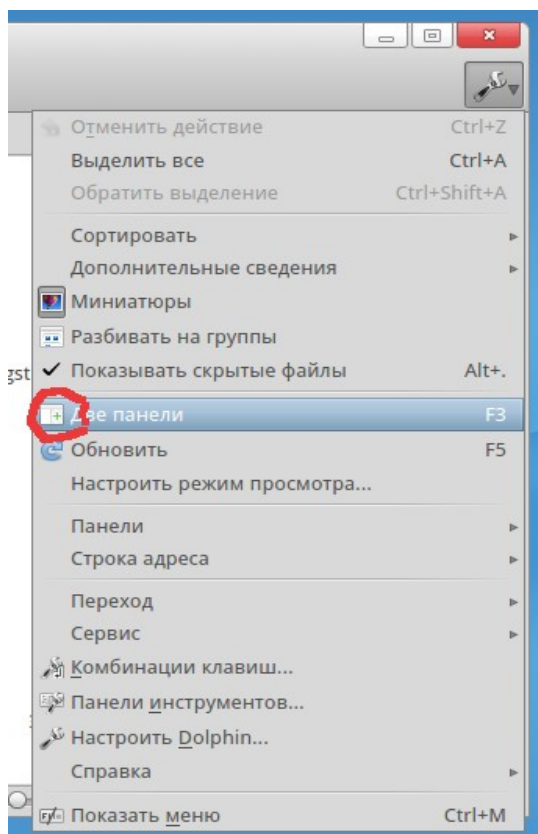 Отменить действие Ctrl+Z
Выделить все Ctrl+A
Обратить выделение Ctrl+Shift+A
Сортировать
Дополнительные сведения
Миниатюры
Разбивать на группы
gst
Показывать скрытые файлы Alt+.
Две панели F3
Обновить F5
Настроить режим просмотра...
Панели
Строка адреса
Переход
Сервис
Комбинации клавиш...
Панели инструментов...
Настроить Dolphin...
Справка
Показать меню Ctrl+M